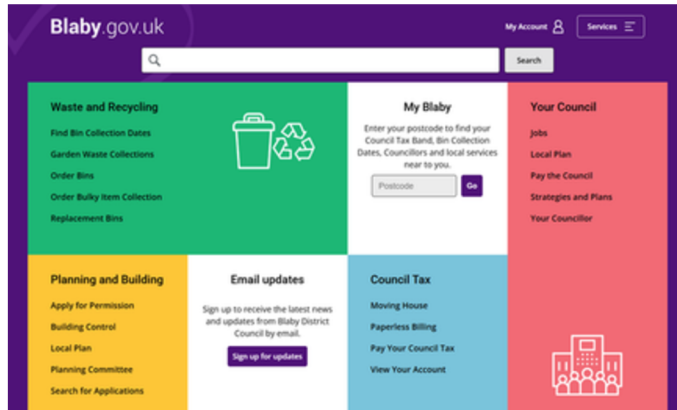 Blaby.gov.uk
My Account
Services
Search
Waste and Recycling
Find Bin Collection Dates
Garden Waste Collections
Order Bins
Order Bulky Item Collection
Replacement Bins
My Blaby
Enter your postcode to find your
Council Tax Band, Bin Collection
Dates, Councillors and local services
near to you.
Postcode
Go
Your Council
Jobs
Local Plan
Pay the Council
Strategies and Plans
Your Councillor
Planning and Building
Apply for Permission
Building Control
Local Plan
Planning Committee
Search for Applications
Email updates
Sign up to receive the latest news
and updates from Blaby District
Council by email.
Sign up for updates
Council Tax
Moving House
Paperless Billing
Pay Your Council Tax
View Your Account